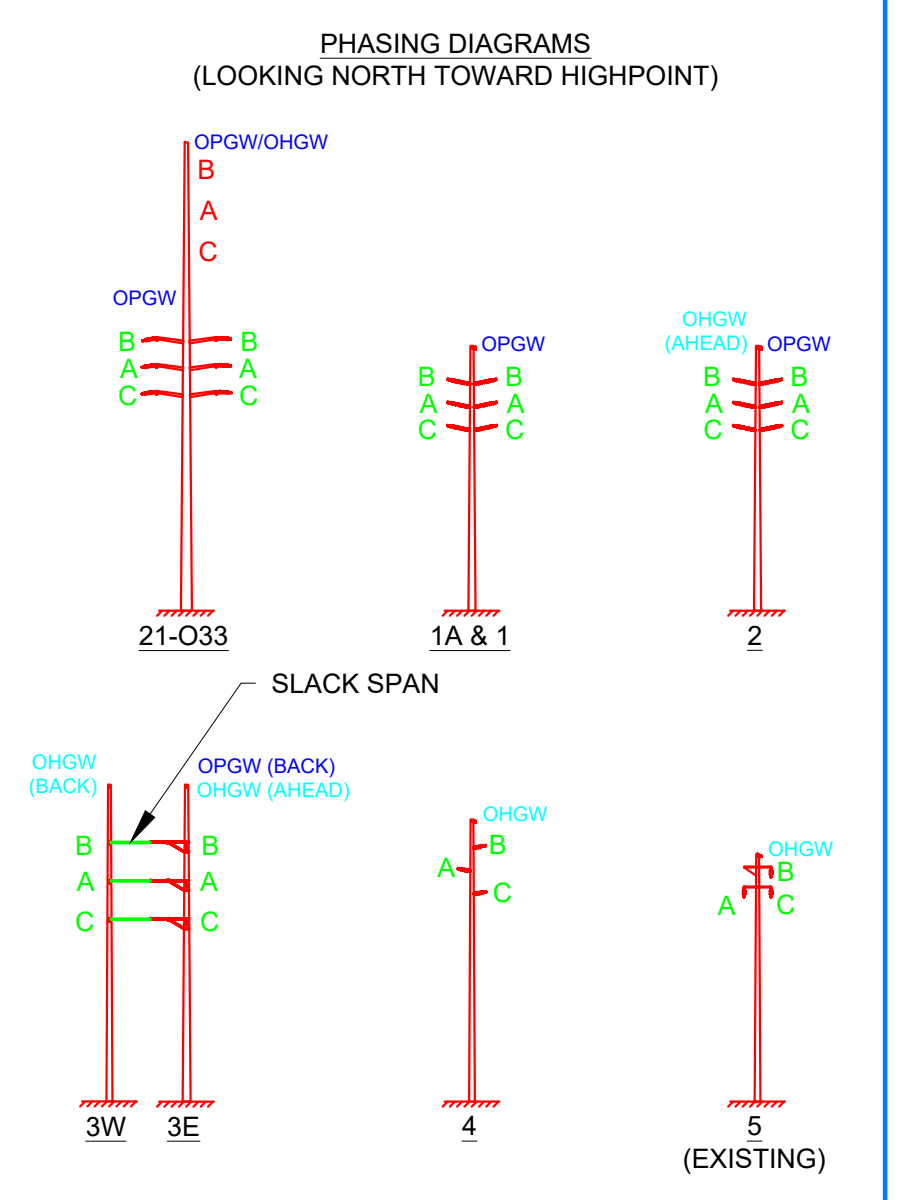 PHASING DIAGRAMS
(LOOKING NORTH TOWARD HIGHPOINT)
OPGW/OHGW
B
A
C
OPGW
B B
A A
C C
21-O33
OPGW
B B
A A
C C
1A & 1
OHGW
(AHEAD) OPGW
B B
A A
C C
2
SLACK SPAN
OHGW
(BACK)
OPGW (BACK)
OHGW (AHEAD)
B B
A A
C C
3W 3E
OHGW
B
A
C
4
OHGW
B
A C
5
(EXISTING)